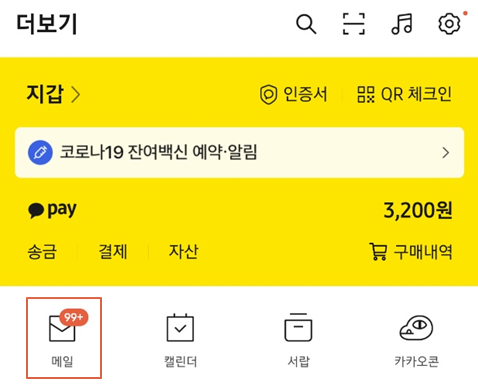 더보기
지갑 인증서 QR 체크인
코로나19 잔여백신 예약·알림
pay 3,200원
송금 결제 자산 구매내역
99+
메일 캘린더 서랍 카카오콘